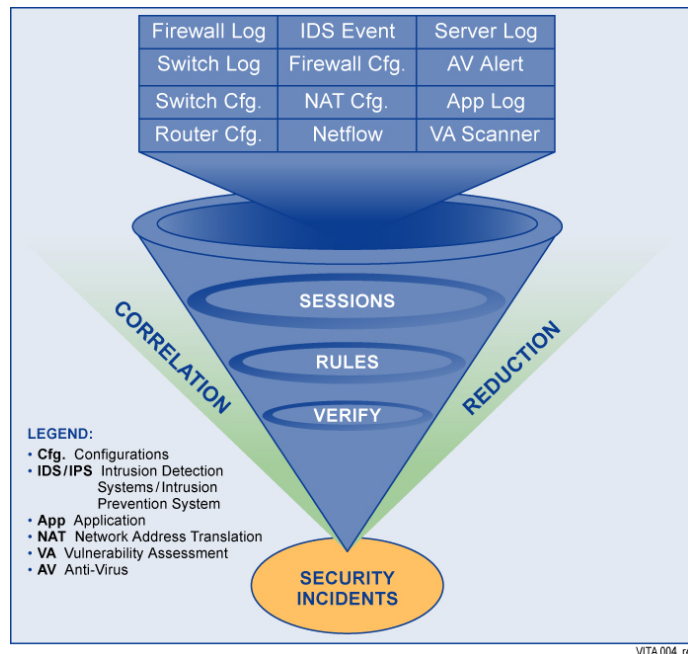 Firewall Log IDS Event Server Log
Switch Log Firewall Cfg. AV Alert
Switch Cfg. NAT Cfg. App Log
Router Cfg. Netflow VA Scanner
SESSIONS
RULES
VERIFY
CORRELATION
REDUCTION
LEGEND:
• Cfg. Configurations
• IDS/IPS Intrusion Detection
Systems/Intrusion
Prevention System
• App Application
• NAT Network Address Translation
• VA Vulnerability Assessment
• AV Anti-Virus
SECURITY
INCIDENTS
VITA 004